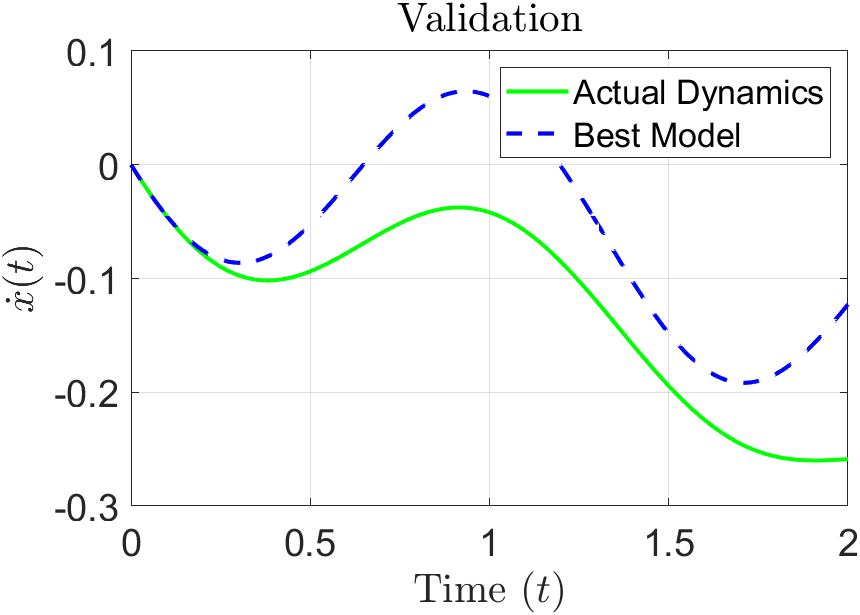 Validation
0.1
0
-0.1
-0.2
-0.3
ẋ(t)
Actual Dynamics
Best Model
0 0.5 1 1.5 2
Time (t)